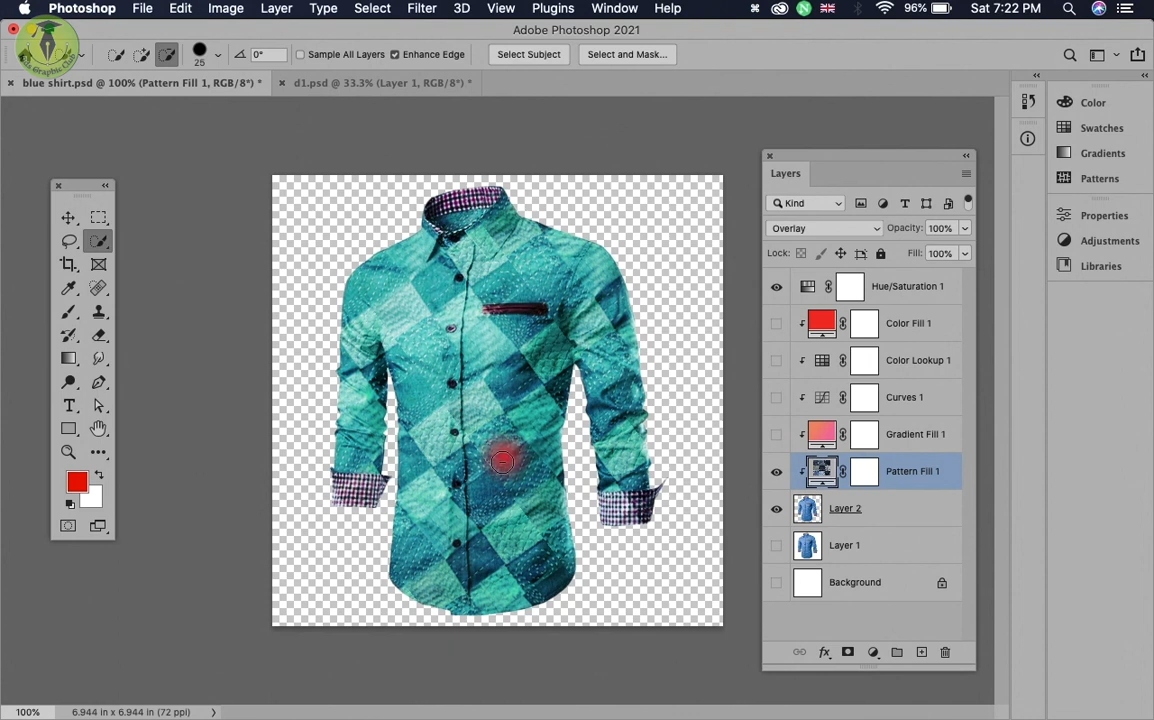 Photoshop File Edit Image Layer Type Select Filter 3D View Plugins Window Help 96% Sat 7:22 PM
Adobe Photoshop 2021
25 0° Sample All Layers Enhance Edge Select Subject Select and Mask...
blue shirt.psd @ 100% (Pattern Fill 1, RGB/8*) * d1.psd @ 33.3% (Layer 1, RGB/8*) *
Color
Swatches
Gradients
Patterns
Properties
Adjustments
Libraries
Layers
Kind
Overlay Opacity: 100%
Lock: Fill: 100%
Hue/Saturation 1
Color Fill 1
Color Lookup 1
Curves 1
Gradient Fill 1
Pattern Fill 1
Layer 2
Layer 1
Background
fx
100% 6.944 in x 6.944 in (72 ppi)